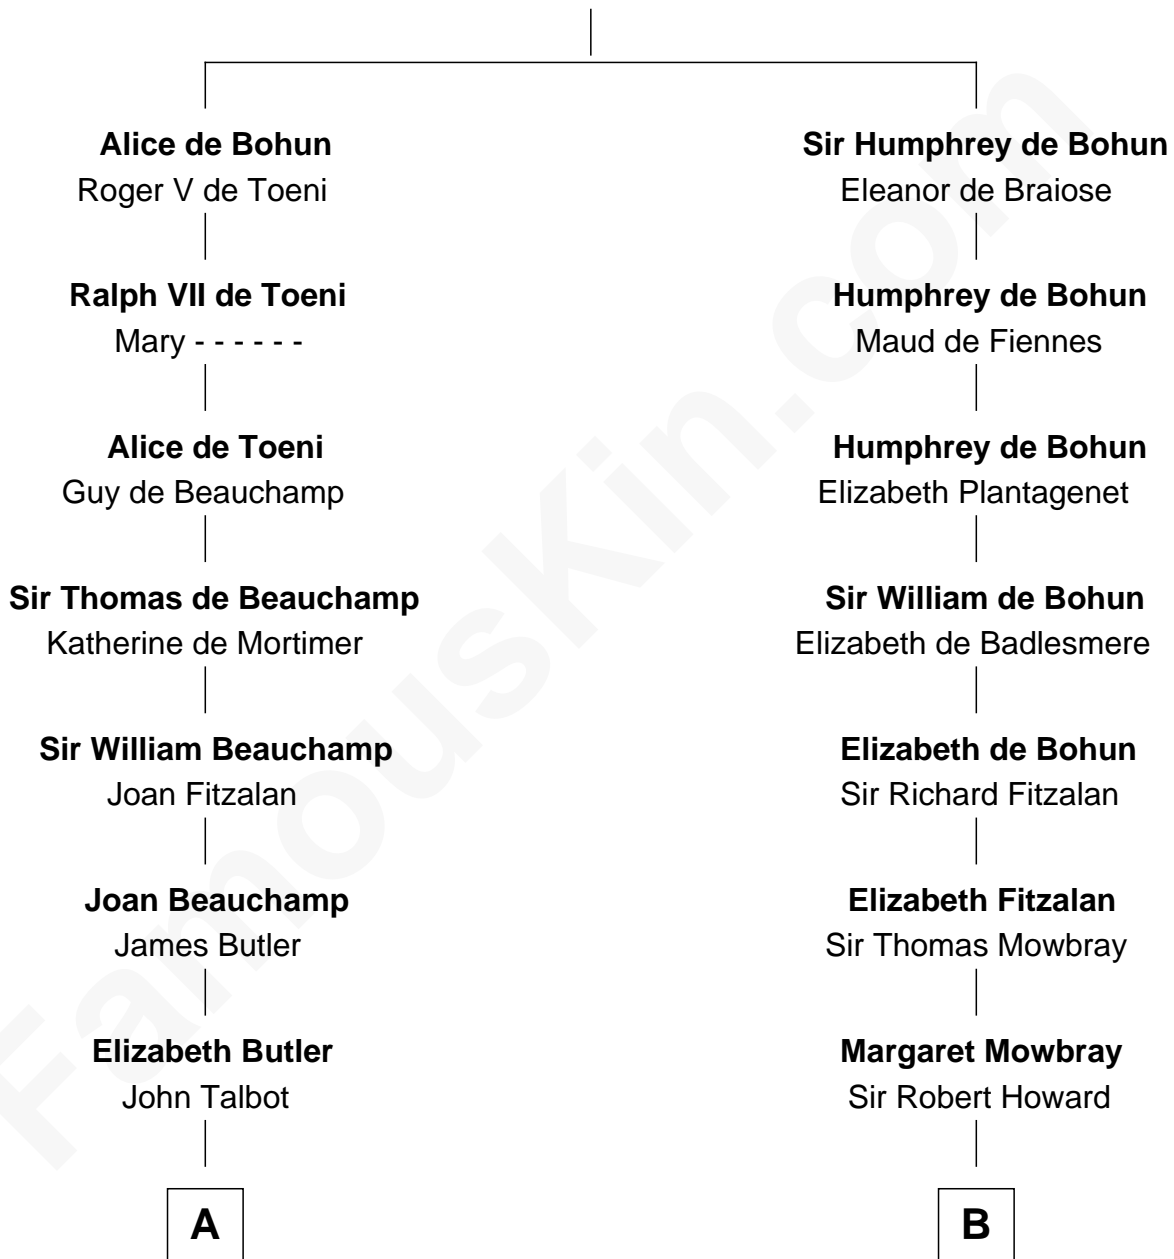 Alice de Bohun
Roger V de Toeni
Ralph VII de Toeni
Mary - - - - - -
Alice de Toeni
Guy de Beauchamp
Sir Thomas de Beauchamp
Katherine de Mortimer
Sir William Beauchamp
Joan Fitzalan
Joan Beauchamp
James Butler
Elizabeth Butler
John Talbot
A
Sir Humphrey de Bohun
Eleanor de Braiose
Humphrey de Bohun
Maud de Fiennes
Humphrey de Bohun
Elizabeth Plantagenet
Sir William de Bohun
Elizabeth de Badlesmere
Elizabeth de Bohun
Sir Richard Fitzalan
Elizabeth Fitzalan
Sir Thomas Mowbray
Margaret Mowbray
Sir Robert Howard
B
FamousKin.com